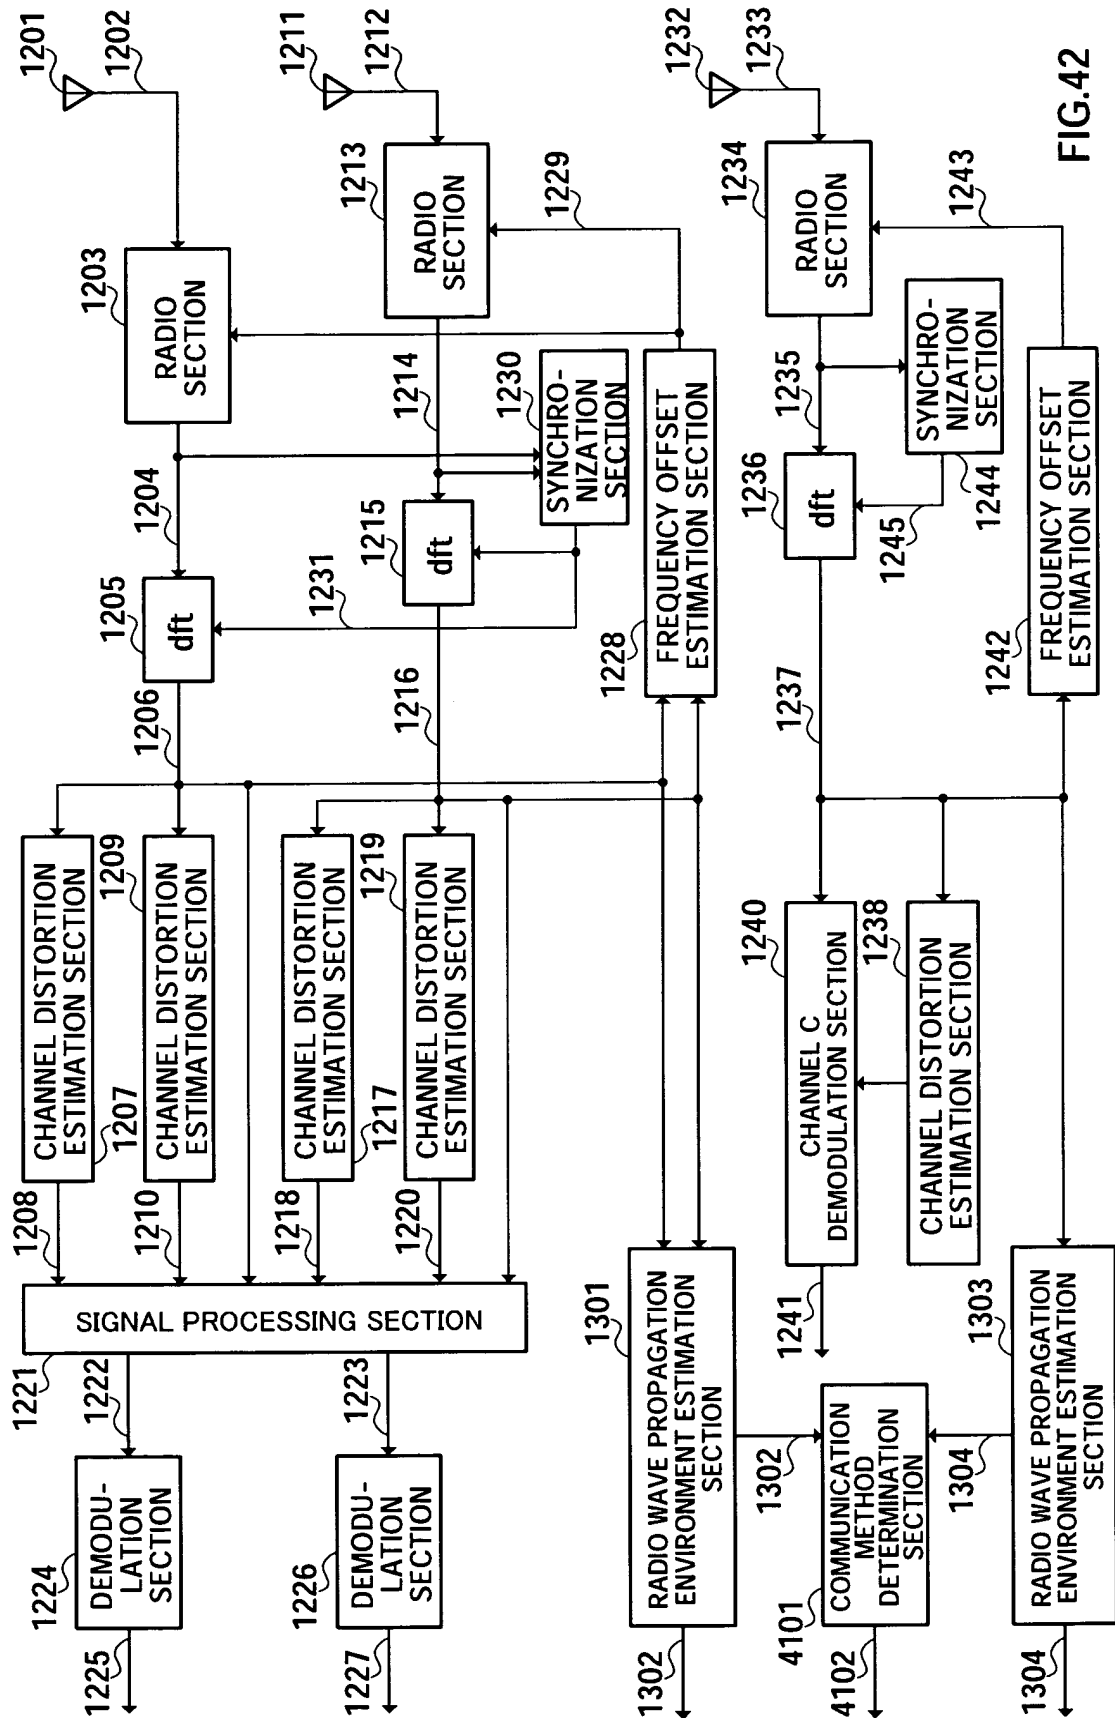 1201
1202
1203
RADIO
SECTION
1204
1205
dft
1206
1207
CHANNEL DISTORTION
ESTIMATION SECTION
1208
1209
CHANNEL DISTORTION
ESTIMATION SECTION
1210
1211
1212
1213
RADIO
SECTION
1214
1215
dft
1216
1217
CHANNEL DISTORTION
ESTIMATION SECTION
1218
1219
CHANNEL DISTORTION
ESTIMATION SECTION
1220
1221
SIGNAL PROCESSING SECTION
1222
1223
1224
DEMODU-
LATION
SECTION
1225
1226
DEMODU-
LATION
SECTION
1227
1228
FREQUENCY OFFSET
ESTIMATION SECTION
1229
1230
SYNCHRO-
NIZATION
SECTION
1231
1232
1233
1234
RADIO
SECTION
1235
1236
dft
1237
1238
CHANNEL DISTORTION
ESTIMATION SECTION
1240
CHANNEL C
DEMODULATION SECTION
1241
1242
FREQUENCY OFFSET
ESTIMATION SECTION
1243
1244
SYNCHRO-
NIZATION
SECTION
1245
1301
RADIO WAVE PROPAGATION
ENVIRONMENT ESTIMATION
SECTION
1302
1302
4101
COMMUNICATION
METHOD
DETERMINATION
SECTION
4102
1303
RADIO WAVE PROPAGATION
ENVIRONMENT ESTIMATION
SECTION
1304
1304
FIG.42